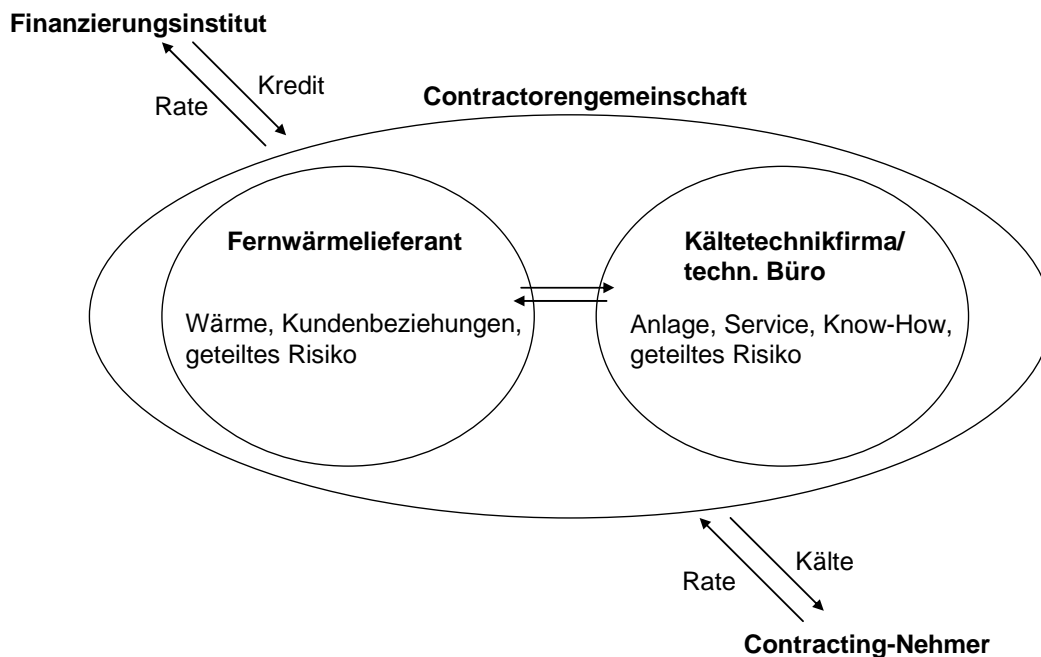 Finanzierungsinstitut
Kredit
Rate
Contractorengemeinschaft
Fernwärmelieferant
Wärme, Kundenbeziehungen,
geteiltes Risiko
Kältetechnikfirma/
techn. Büro
Anlage, Service, Know-How,
geteiltes Risiko
Kälte
Rate
Contracting-Nehmer